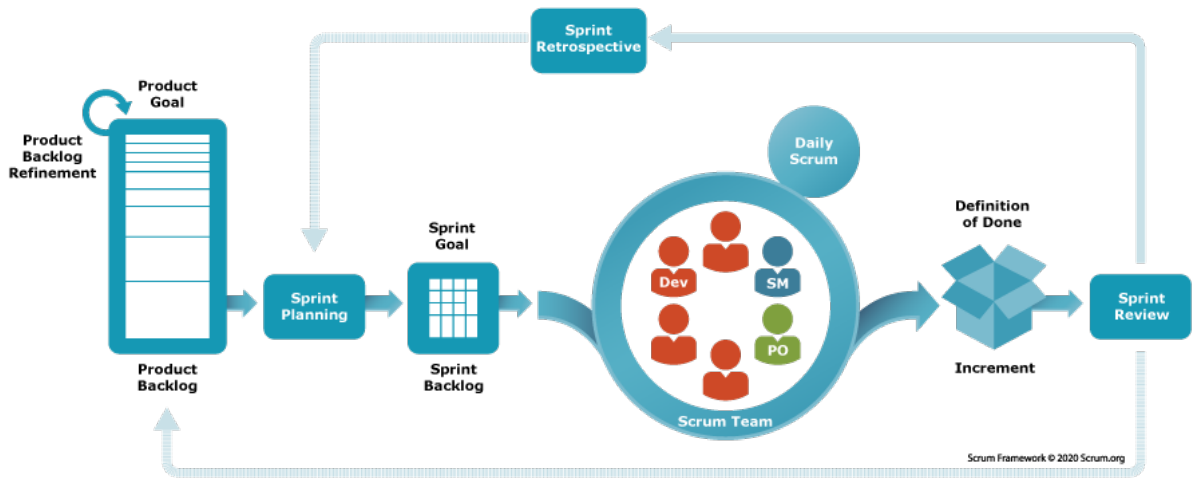 Sprint
Retrospective
Product
Goal
Product
Backlog
Refinement
Daily
Scrum
Definition
of Done
Sprint
Goal
Dev
SM
Sprint
Planning
Sprint
Review
PO
Product
Backlog
Sprint
Backlog
Increment
Scrum Team
Scrum Framework © 2020 Scrum.org